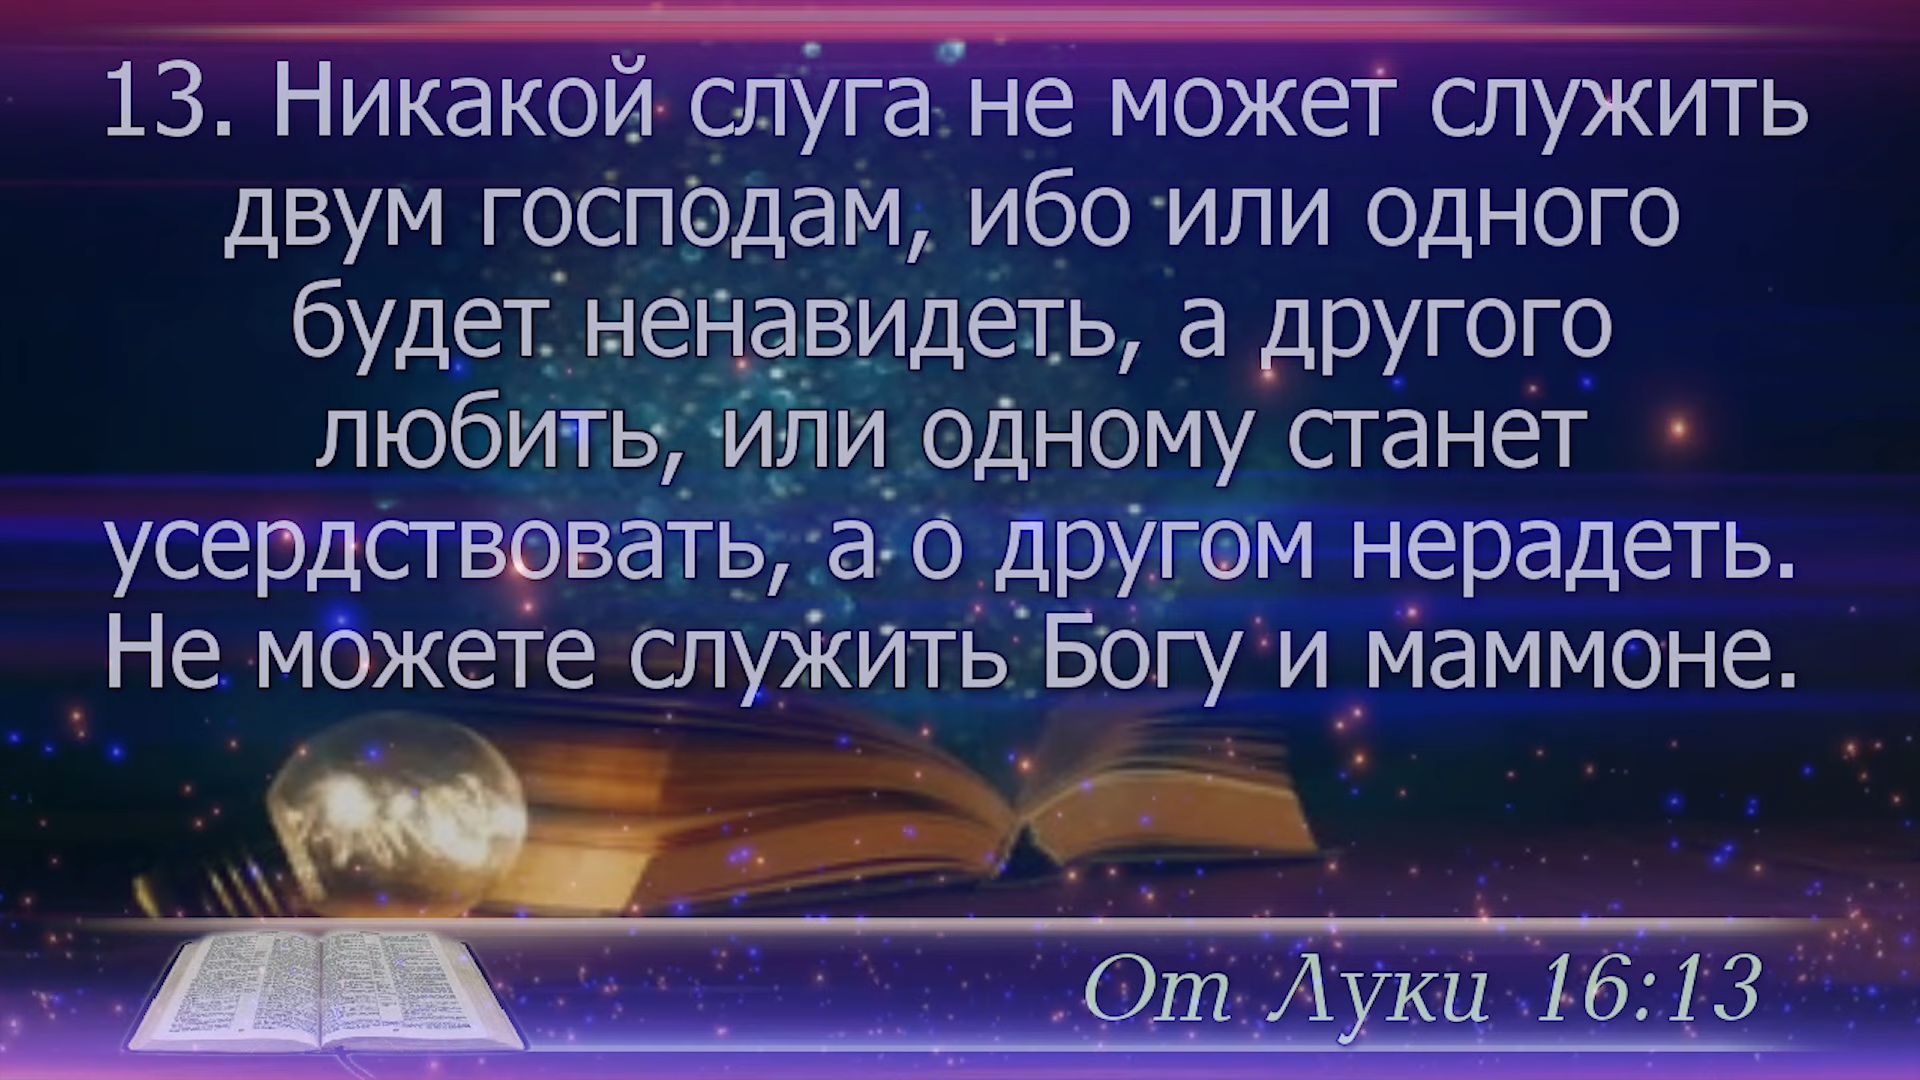 13. Никакой слуга не может служить
двум господам, ибо или одного
будет ненавидеть, а другого
любить, или одному станет
усердствовать, а о другом нерадеть.
Не можете служить Богу и маммоне.
От Луки 16:13